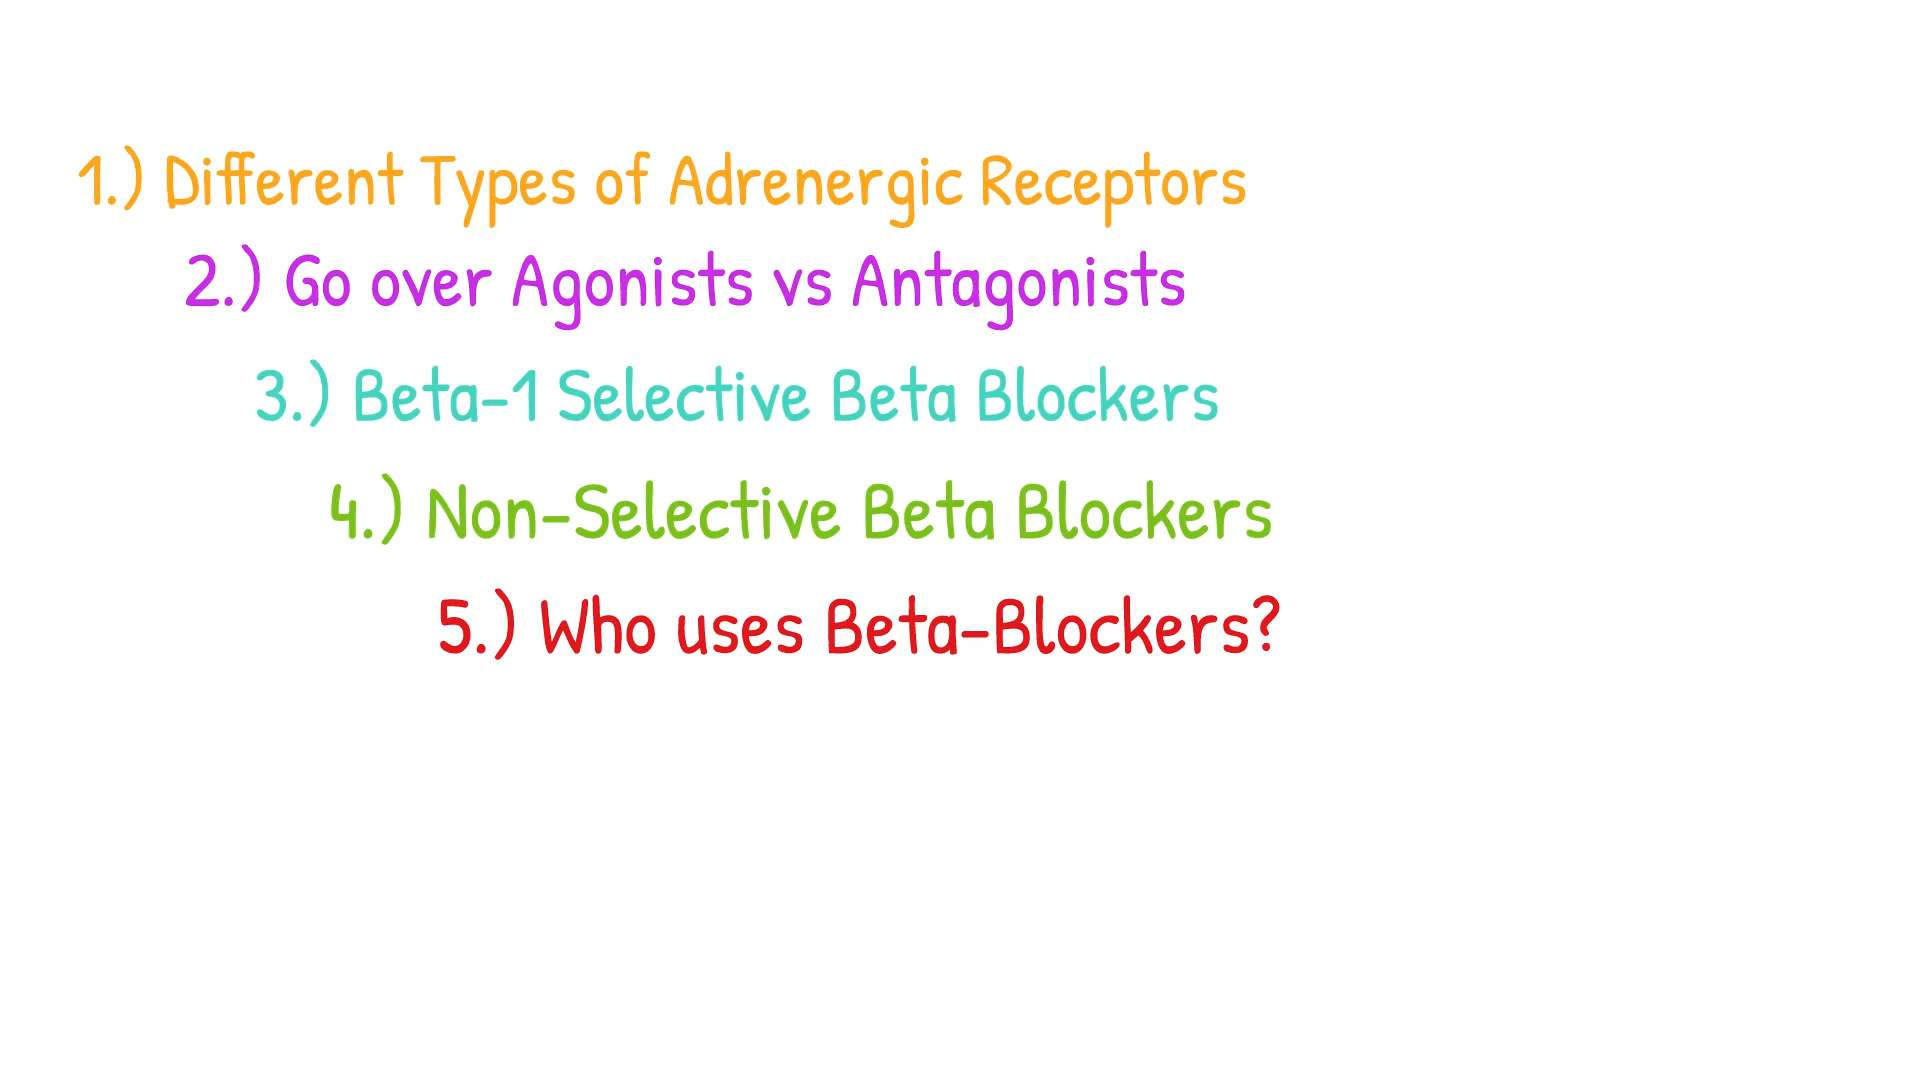 1.) Different Types of Adrenergic Receptors
2.) Go over Agonists vs Antagonists
3.) Beta-1 Selective Beta Blockers
4.) Non-Selective Beta Blockers
5.) Who uses Beta-Blockers?